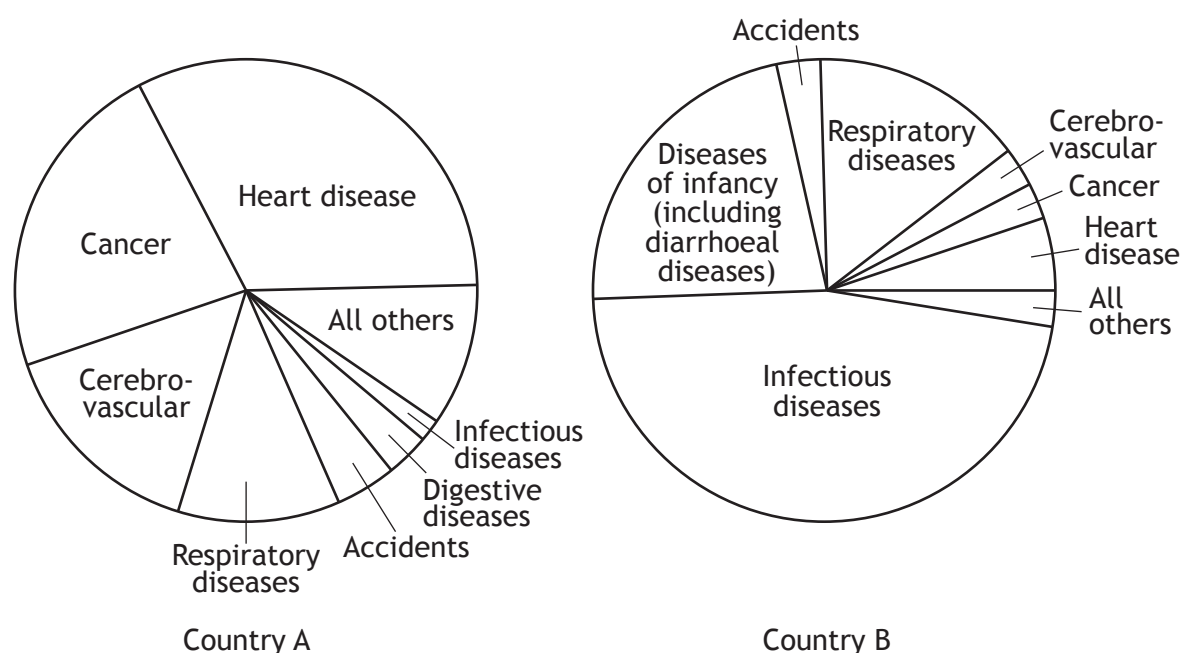 Heart disease
Cancer
All others
Cerebro-
vascular
Infectious
diseases
Digestive
diseases
Accidents
Respiratory
diseases
Country A
Accidents
Respiratory
diseases
Cerebro-
vascular
Cancer
Heart
disease
All
others
Diseases
of infancy
(including
diarrhoeal
diseases)
Infectious
diseases
Country B